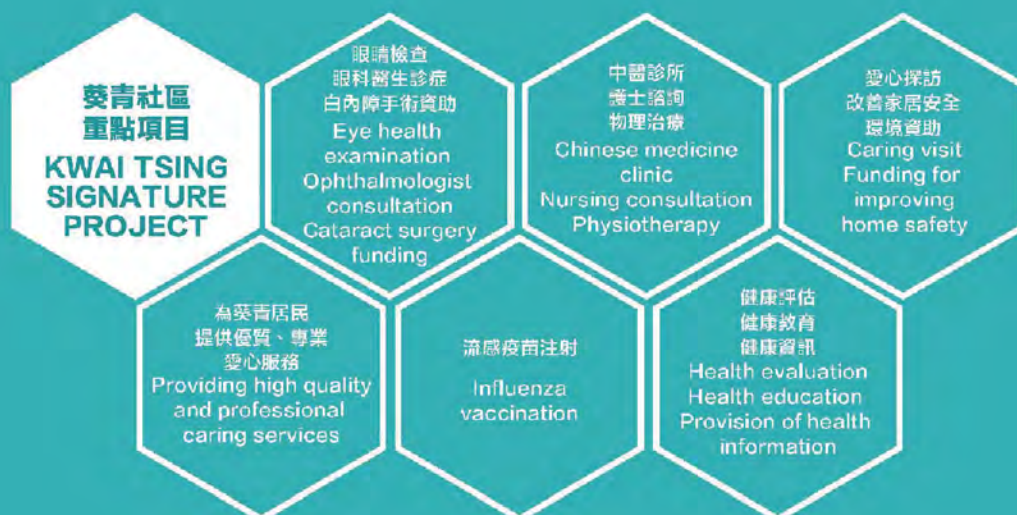 葵青社區
重點項目
KWAI TSING
SIGNATURE
PROJECT
眼睛檢查
眼科醫生診症
白內障手術資助
Eye health
examination
Ophthalmologist
consultation
Cataract surgery
funding
中醫診所
護士諮詢
物理治療
Chinese medicine
clinic
Nursing consultation
Physiotherapy
愛心探訪
改善家居安全
環境資助
Caring visit
Funding for
improving
home safety
為葵青居民
提供優質、專業
愛心服務
Providing high quality
and professional
caring services
流感疫苗注射
Influenza
vaccination
健康評估
健康教育
健康資訊
Health evaluation
Health education
Provision of health
information